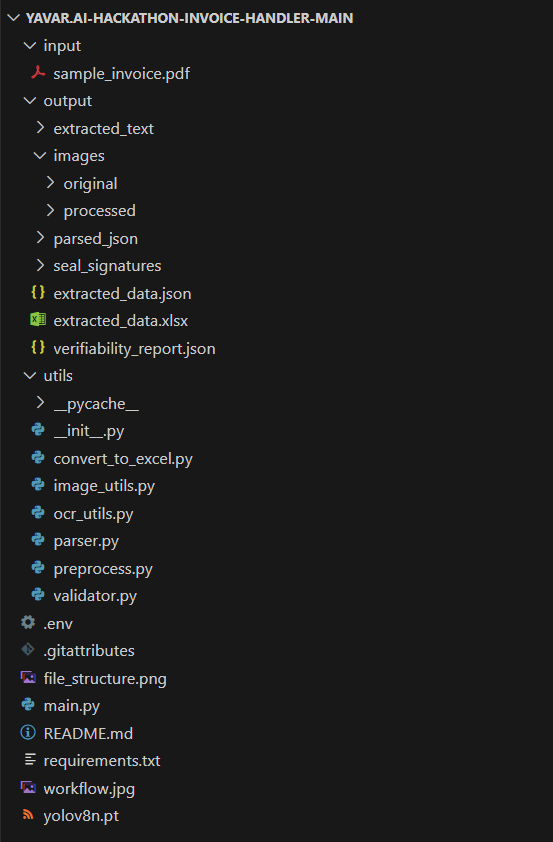 YAVAR.AI-HACKATHON-INVOICE-HANDLER-MAIN
input
sample_invoice.pdf
output
extracted_text
images
original
processed
parsed_json
seal_signatures
extracted_data.json
extracted_data.xlsx
verifiability_report.json
utils
__pycache__
__init__.py
convert_to_excel.py
image_utils.py
ocr_utils.py
parser.py
preprocess.py
validator.py
.env
.gitattributes
file_structure.png
main.py
README.md
requirements.txt
workflow.jpg
yolov8n.pt